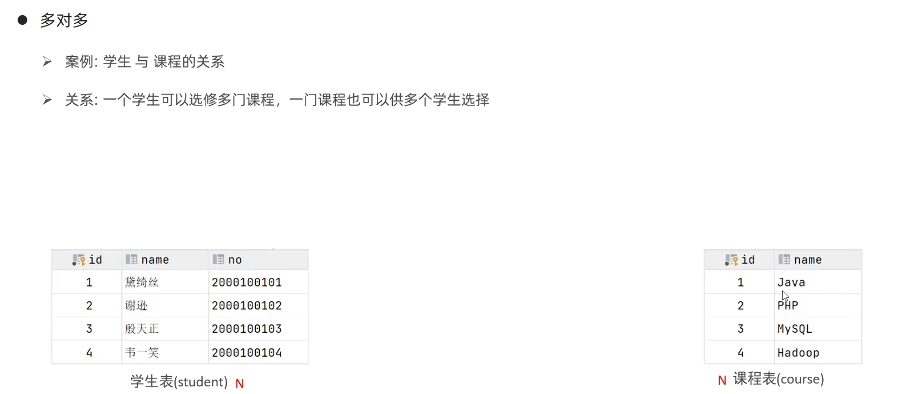 ● 多对多
➢ 案例: 学生 与 课程的关系
➢ 关系: 一个学生可以选修多门课程，一门课程也可以供多个学生选择
id name no
1 黛绮丝 2000100101
2 谢逊 2000100102
3 殷天正 2000100103
4 韦一笑 2000100104
学生表(student) N
id name
1 Java
2 PHP
3 MySQL
4 Hadoop
N 课程表(course)